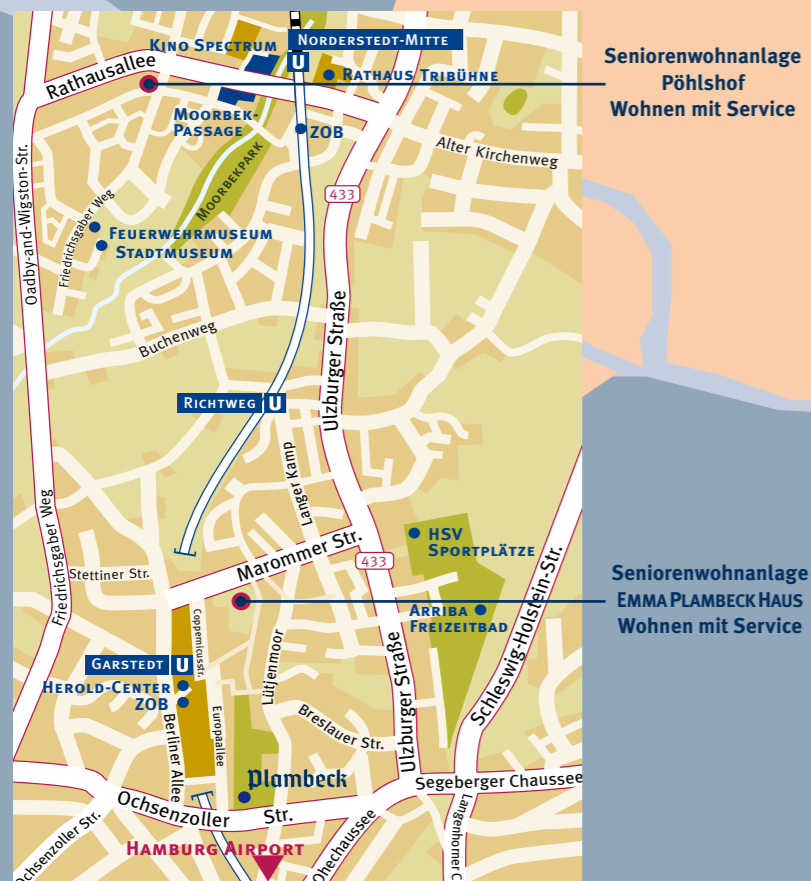 KINO SPECTRUM
NORDERSTEDT-MITTE
U
RATHAUS TRIBÜHNE
Rathausallee
MOORBEK-
PASSAGE
ZOB
Alter Kirchenweg
Seniorenwohnanlage
Pöhlshof
Wohnen mit Service
MOORBEKPARK
433
Oadby-and-Wigston-Str.
Friedrichsgaber Weg
FEUERWEHRMUSEUM
STADTMUSEUM
Buchenweg
Ulzburger Straße
RICHTWEG U
Langer Kamp
Friedrichsgaber Weg
Marommer Str.
433
HSV
SPORTPLÄTZE
Stettiner Str.
Schleswig-Holstein-Str.
ARRIBA
FREIZEITBAD
Seniorenwohnanlage
EMMA PLAMBECK HAUS
Wohnen mit Service
Coppernicusstr.
Lütjenmoor
GARSTEDT U
HEROLD-CENTER
ZOB
Berliner Allee
Europaallee
Breslauer Str.
Ulzburger Straße
Plambeck
Segeberger Chaussee
Ochsenzoller Str.
Ochsenzoller Str.
Langenhorner C
HAMBURG AIRPORT
Ohechaussee